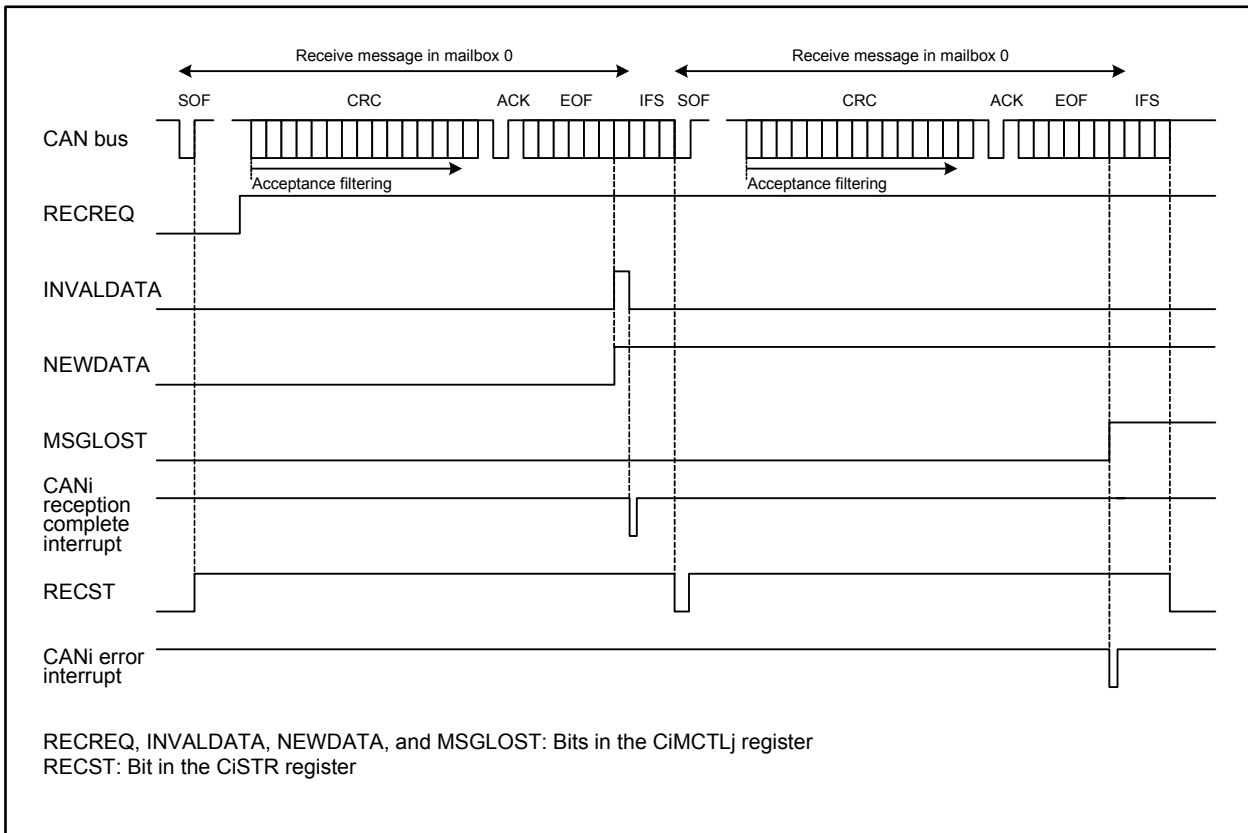 Receive message in mailbox 0 Receive message in mailbox 0
SOF CRC ACK EOF IFS SOF CRC ACK EOF IFS
CAN bus
Acceptance filtering Acceptance filtering
RECREQ
INVALDATA
NEWDATA
MSGLOST
CANi
reception
complete
interrupt
RECST
CANi error
interrupt
RECREQ, INVALDATA, NEWDATA, and MSGLOST: Bits in the CiMCTLj register
RECST: Bit in the CiSTR register